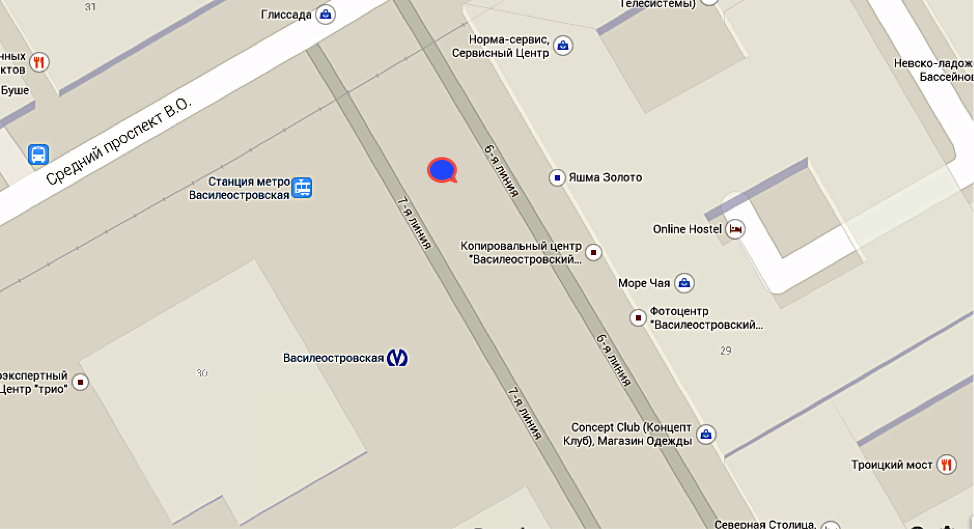 31
Глиссада
Телесистемы)
нных
ктов
Норма-сервис,
Сервисный Центр
Невско-ладож
Бассейнов
Буше
Средний проспект В.О.
6-я линия
Станция метро
Василеостровская
Яшма Золото
7-я линия
Online Hostel
Копировальный центр
"Василеостровский...
Море Чая
Фотоцентр
"Василеостровский...
29
6-я линия
Василеостровская
30
оэкспертный
Центр "трио"
7-я линия
Concept Club (Концепт
Клуб), Магазин Одежды
Троицкий мост
Северная Столица,